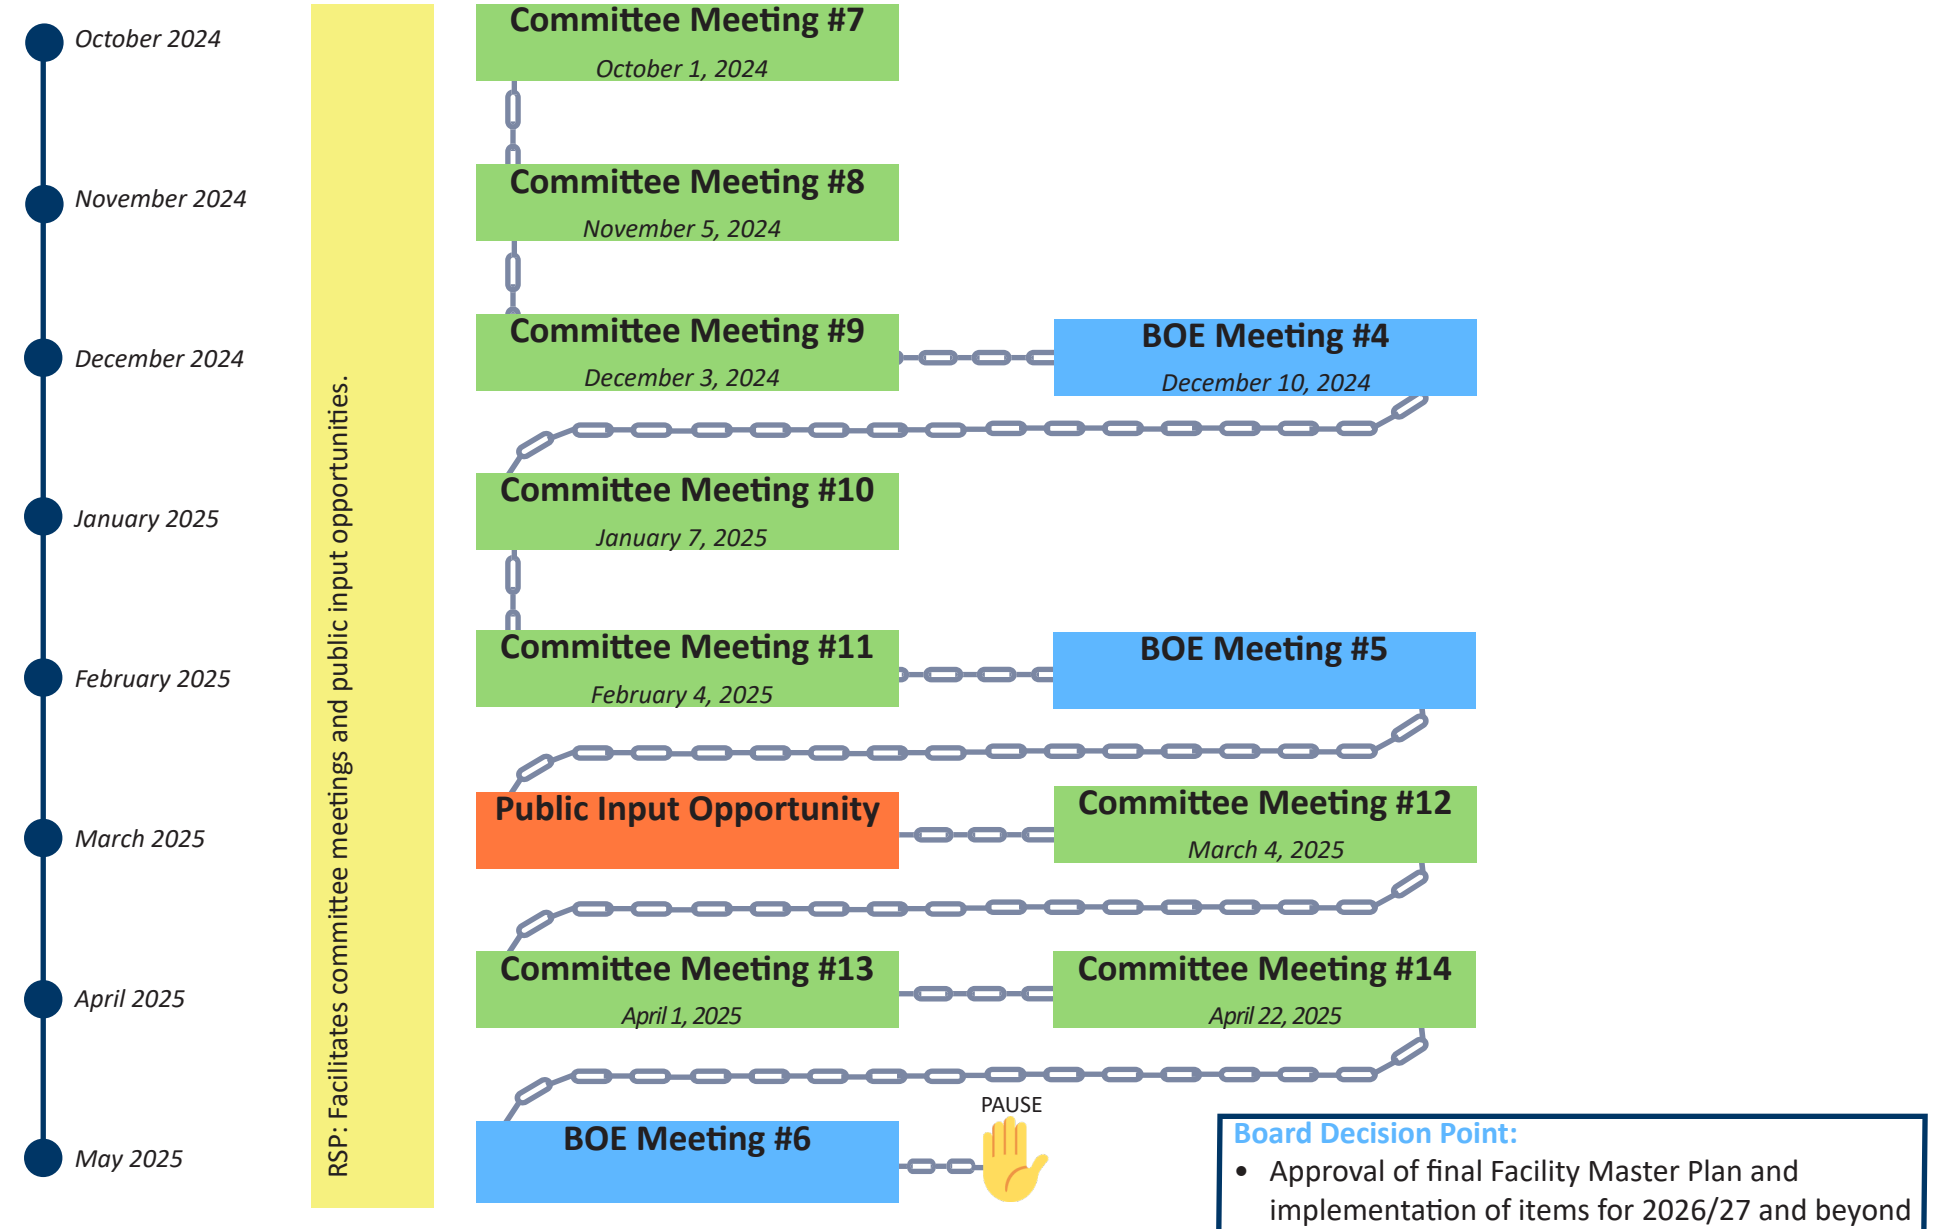 October 2024
Committee Meeting #7
October 1, 2024
November 2024
Committee Meeting #8
November 5, 2024
December 2024
Committee Meeting #9
December 3, 2024
BOE Meeting #4
December 10, 2024
January 2025
Committee Meeting #10
January 7, 2025
February 2025
Committee Meeting #11
February 4, 2025
BOE Meeting #5
March 2025
Public Input Opportunity
Committee Meeting #12
March 4, 2025
April 2025
Committee Meeting #13
April 1, 2025
Committee Meeting #14
April 22, 2025
May 2025
BOE Meeting #6
PAUSE
RSP: Facilitates committee meetings and public input opportunities.
Board Decision Point:
• Approval of final Facility Master Plan and
implementation of items for 2026/27 and beyond